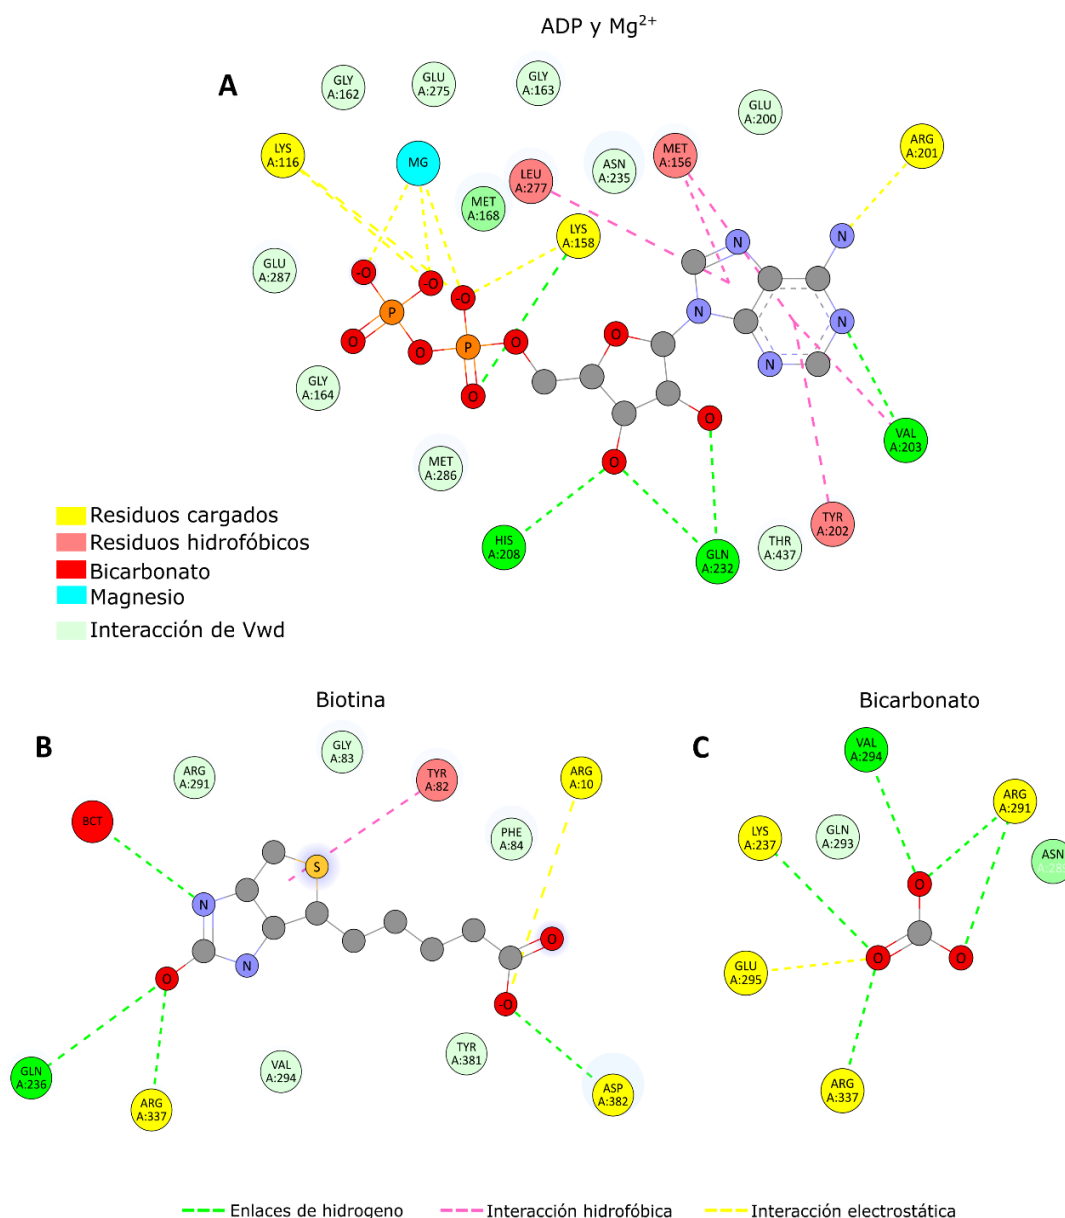 ADP y Mg²⁺
A
GLY
A:162
GLU
A:275
GLY
A:163
GLU
A:200
LYS
A:116
MG
LEU
A:277
ASN
A:235
MET
A:156
ARG
A:201
MET
A:168
LYS
A:158
N
N
GLU
A:287
-O
-O
-O
P
O
O
P
O
O
O
N
N
N
GLY
A:164
O
VAL
A:203
MET
A:286
O
HIS
A:208
GLN
A:232
THR
A:437
TYR
A:202
Residuos cargados
Residuos hidrofóbicos
Bicarbonato
Magnesio
Interacción de Vwd
Biotina
B
ARG
A:291
GLY
A:83
TYR
A:82
ARG
A:10
BCT
PHE
A:84
S
N
N
O
O
-O
GLN
A:236
ARG
A:337
VAL
A:294
TYR
A:381
ASP
A:382
Bicarbonato
C
VAL
A:294
ARG
A:291
LYS
A:237
GLN
A:293
ASN
O
O
O
GLU
A:295
ARG
A:337
Enlaces de hidrogeno
Interacción hidrofóbica
Interacción electrostática